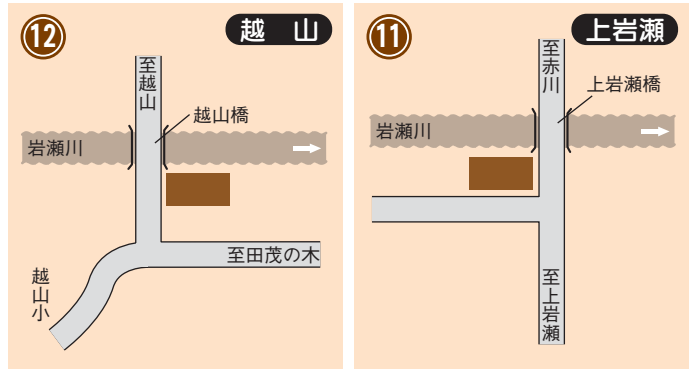 12
越 山
至越山
越山橋
岩瀬川
至田茂の木
越山小
11
上岩瀬
至赤川
上岩瀬橋
岩瀬川
至上岩瀬